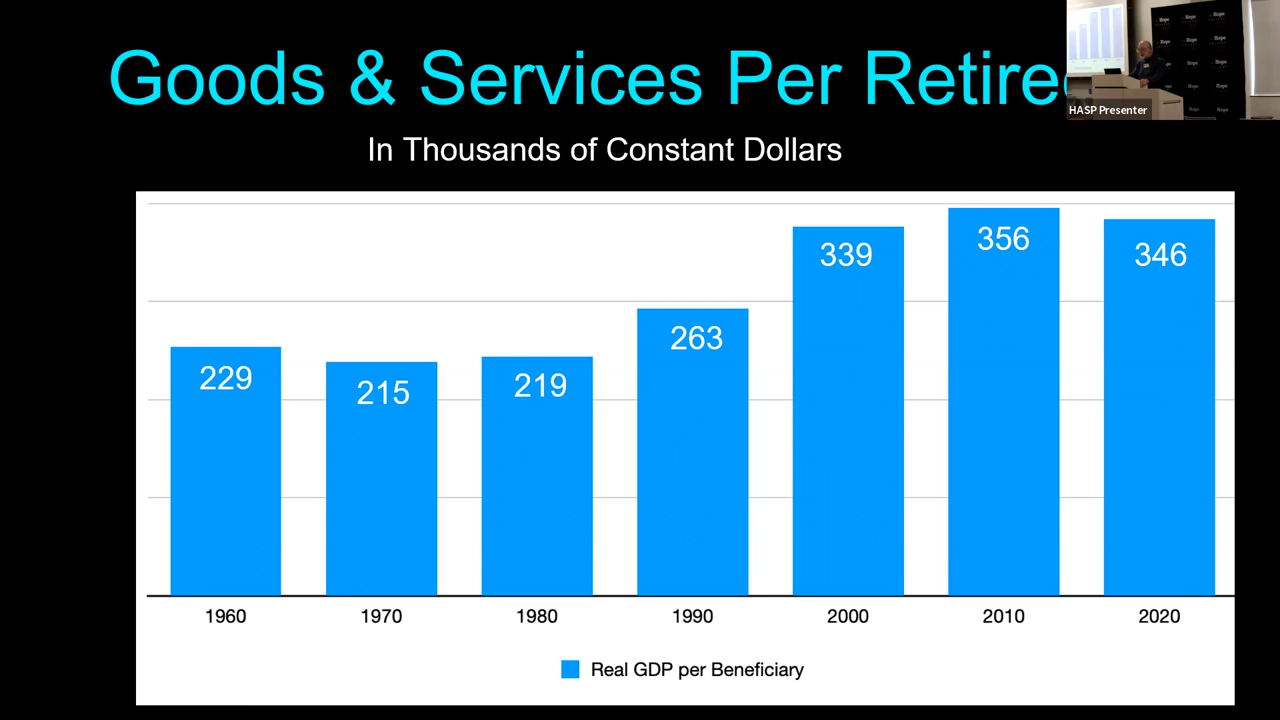 Goods & Services Per Retire
HASP Presenter
In Thousands of Constant Dollars
229
215
219
263
339
356
346
1960 1970 1980 1990 2000 2010 2020
Real GDP per Beneficiary